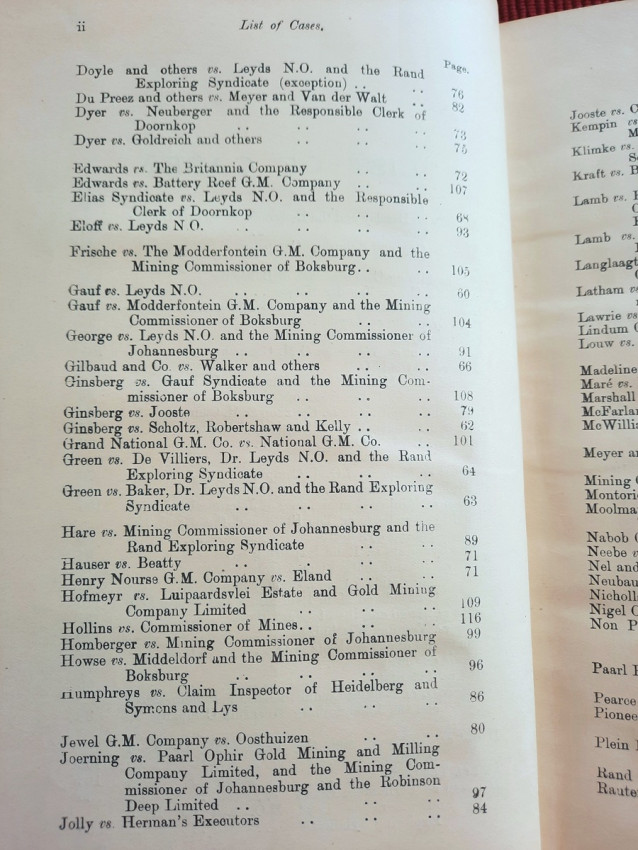 ii List of Cases.
Page.
Doyle and others vs. Leyds N.O. and the Rand
Exploring Syndicate (exception) .. .. 76
Du Preez and others vs. Meyer and Van der Walt .. 82
Dyer vs. Neuberger and the Responsible Clerk of
Doornkop .. .. .. .. 73
Dyer vs. Goldreich and others .. .. .. 75
Edwards vs. The Britannia Company .. .. 72
Edwards vs. Battery Reef G.M. Company .. .. 107
Elias Syndicate vs. Leyds N.O. and the Responsible
Clerk of Doornkop .. .. .. 68
Eloff vs. Leyds N O. .. .. .. .. 93
Frische vs. The Modderfontein G.M. Company and the
Mining Commissioner of Boksburg.. .. 105
Gauf vs. Leyds N.O. .. .. .. .. 60
Gauf vs. Modderfontein G.M. Company and the Mining
Commissioner of Boksburg .. .. 104
George vs. Leyds N.O. and the Mining Commissioner of
Johannesburg .. .. .. .. 91
Gilbaud and Co. vs. Walker and others .. .. 66
Ginsberg vs. Gauf Syndicate and the Mining Com-
missioner of Boksburg .. .. .. 108
Ginsberg vs. Jooste .. .. .. .. 79
Ginsberg vs. Scholtz, Robertshaw and Kelly .. .. 62
Grand National G.M. Co. vs. National G.M. Co. .. 101
Green vs. De Villiers, Dr. Leyds N.O. and the Rand
Exploring Syndicate .. .. .. 64
Green vs. Baker, Dr. Leyds N.O. and the Rand Exploring
Syndicate .. .. .. .. 63
Hare vs. Mining Commissioner of Johannesburg and the
Rand Exploring Syndicate .. .. 89
Hauser vs. Beatty .. .. .. .. 71
Henry Nourse G.M. Company vs. Eland .. .. 71
Hofmeyr vs. Luipaardsvlei Estate and Gold Mining
Company Limited .. .. .. 109
Hollins vs. Commissioner of Mines.. .. .. 116
Homberger vs. Mining Commissioner of Johannesburg 99
Howse vs. Middeldorf and the Mining Commissioner of
Boksburg .. .. .. .. 96
Humphreys vs. Claim Inspector of Heidelberg and
Symons and Lys .. .. .. 86
Jewel G.M. Company vs. Oosthuizen .. .. 80
Joerning vs. Paarl Ophir Gold Mining and Milling
Company Limited, and the Mining Com-
missioner of Johannesburg and the Robinson
Deep Limited .. .. .. 97
Jolly vs Herman's Executors .. .. .. 84
Jooste vs.
Kempin vs
Klimke vs.
Kraft vs.
Lamb vs.
Lamb vs.
Langlaagt
Latham vs
Lawrie vs
Lindum
Louw vs.
Madeline
Maré vs.
Marshall
McFarlan
McWillia
Meyer an
Mining
Montori
Moolma
Nabob
Neebe v
Nel and
Neubau
Nicholl
Nigel
Non P
Paarl
Pearce
Pionee
Plein
Rand
Raute